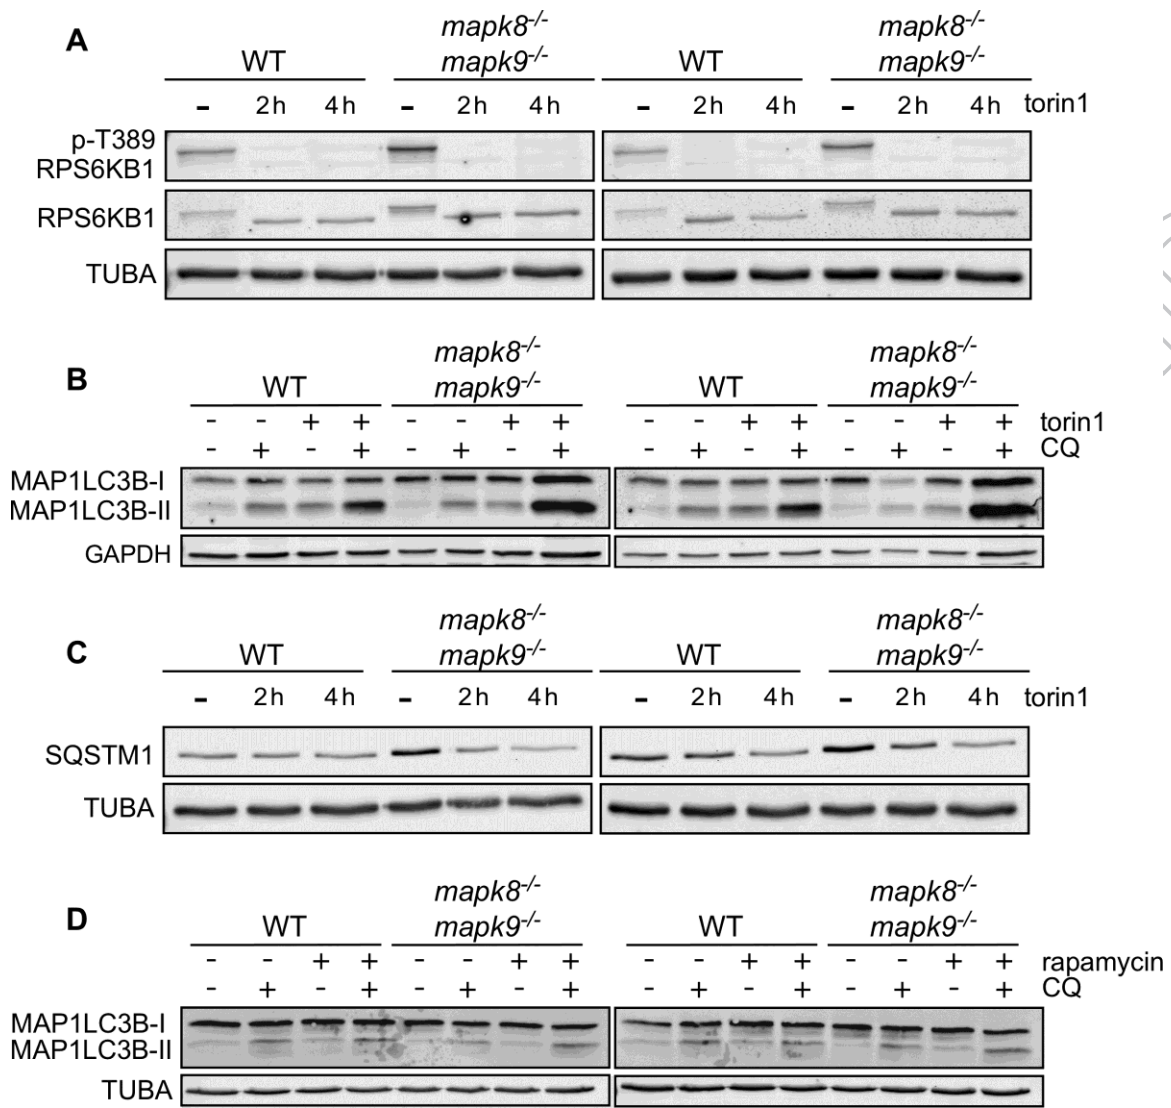 A
WT
mapk8-/-
mapk9-/-
WT
mapk8-/-
mapk9-/-
- 2h 4h - 2h 4h - 2h 4h - 2h 4h torin1
p-T389
RPS6KB1
RPS6KB1
TUBA
B
WT
mapk8-/-
mapk9-/-
WT
mapk8-/-
mapk9-/-
- - + + - - + + - - + + - - + + torin1
- + - + - + - + - + - + - + - + CQ
MAP1LC3B-I
MAP1LC3B-II
GAPDH
C
WT
mapk8-/-
mapk9-/-
WT
mapk8-/-
mapk9-/-
- 2h 4h - 2h 4h - 2h 4h - 2h 4h torin1
SQSTM1
TUBA
D
WT
mapk8-/-
mapk9-/-
WT
mapk8-/-
mapk9-/-
- - + + - - + + - - + + - - + + rapamycin
- + - + - + - + - + - + - + - + CQ
MAP1LC3B-I
MAP1LC3B-II
TUBA